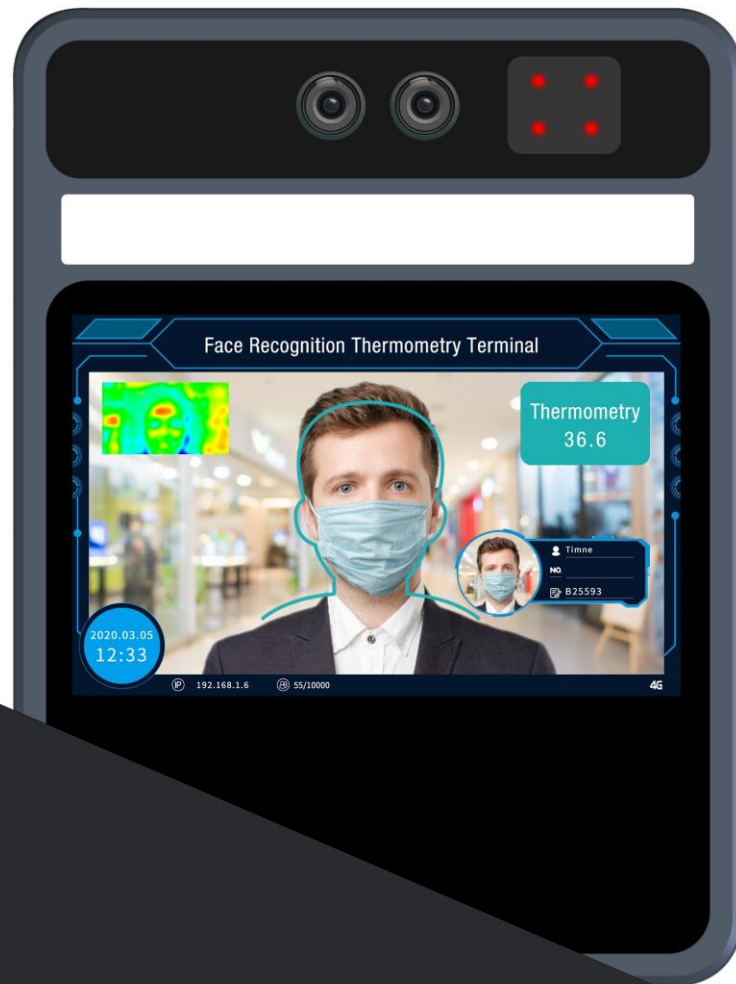 Face Recognition Thermometry Terminal
Thermometry
36.6
Timne
NO.
B25593
2020.03.05
12:33
IP 192.168.1.6 55/10000 4G